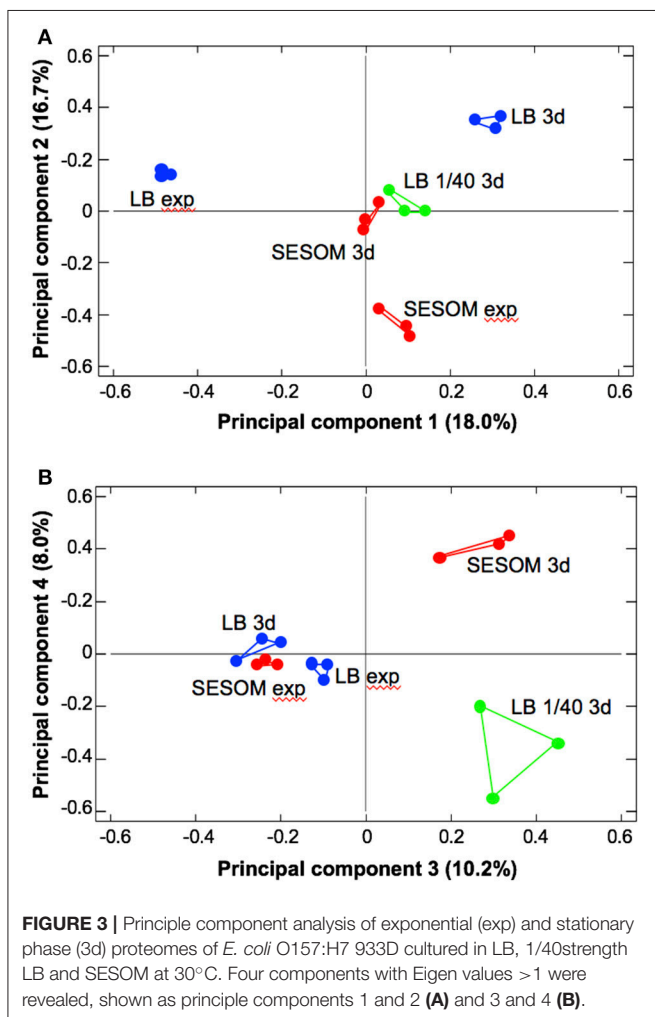 A
0.6
0.4
-0.2
0
-0.2
-0.4
-0.6
Principal component 2 (16.7%)
LB 3d
LB exp
LB 1/40 3d
SESOM 3d
SESOM exp
-0.6 -0.4 -0.2 0 0.2 0.4 0.6
Principal component 1 (18.0%)
B
0.6
0.4
-0.2
0
-0.2
-0.4
-0.6
Principal component 4 (8.0%)
SESOM 3d
LB 3d
SESOM exp
LB exp
LB 1/40 3d
-0.6 -0.4 -0.2 0 0.2 0.4 0.6
Principal component 3 (10.2%)
FIGURE 3 | Principle component analysis of exponential (exp) and stationary
phase (3d) proteomes of E. coli O157:H7 933D cultured in LB, 1/40strength
LB and SESOM at 30°C. Four components with Eigen values >1 were
revealed, shown as principle components 1 and 2 (A) and 3 and 4 (B).